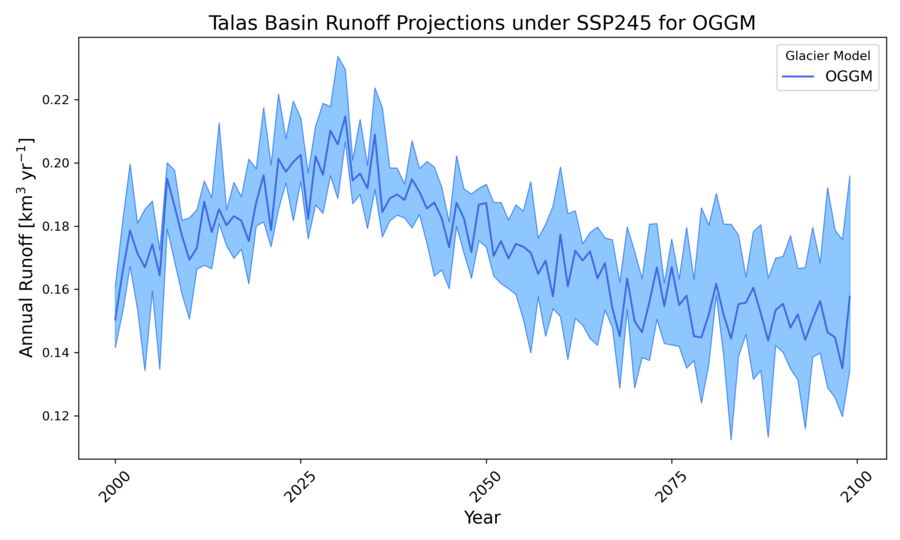 Talas Basin Runoff Projections under SSP245 for OGGM
Glacier Model
OGGM
Annual Runoff [km³ yr⁻¹]
0.22
0.20
0.18
0.16
0.14
0.12
2000
2025
2050
2075
2100
Year